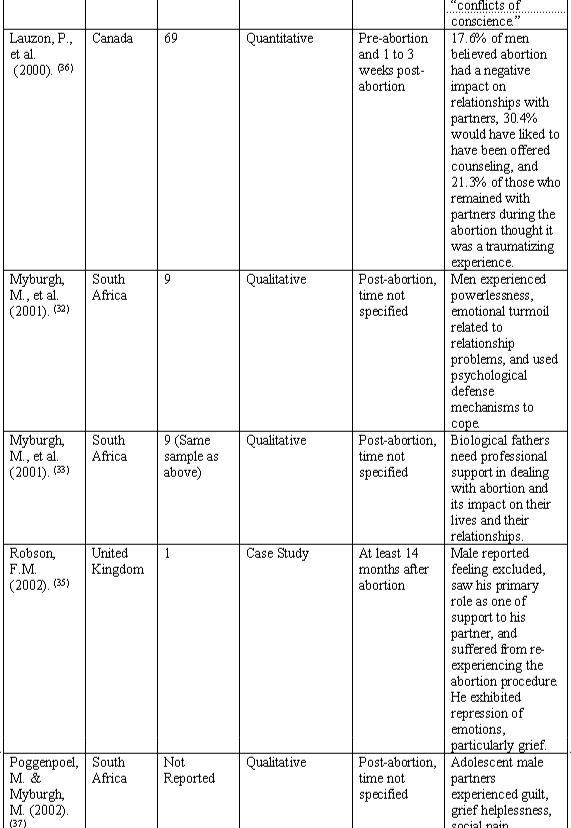 “conflicts of
conscience.”
Lauzon, P.,
et al.
(2000). (36)
Canada
69
Quantitative
Pre-abortion
and 1 to 3
weeks post-
abortion
17.6% of men
believed abortion
had a negative
impact on
relationships with
partners, 30.4%
would have liked to
have been offered
counseling, and
21.3% of those who
remained with
partners during the
abortion thought it
was a traumatizing
experience.
Myburgh,
M., et al.
(2001). (32)
South
Africa
9
Qualitative
Post-abortion,
time not
specified
Men experienced
powerlessness,
emotional turmoil
related to
relationship
problems, and used
psychological
defense
mechanisms to
cope.
Myburgh,
M., et al.
(2001). (33)
South
Africa
9 (Same
sample as
above)
Qualitative
Post-abortion,
time not
specified
Biological fathers
need professional
support in dealing
with abortion and
its impact on their
lives and their
relationships.
Robson,
F.M.
(2002). (35)
United
Kingdom
1
Case Study
At least 14
months after
abortion
Male reported
feeling excluded,
saw his primary
role as one of
support to his
partner, and
suffered from re-
experiencing the
abortion procedure.
He exhibited
repression of
emotions,
particularly grief.
Poggenpoel,
M. &
Myburgh,
M. (2002).
(37)
South
Africa
Not
Reported
Qualitative
Post-abortion,
time not
specified
Adolescent male
partners
experienced guilt,
grief helplessness,
social pain